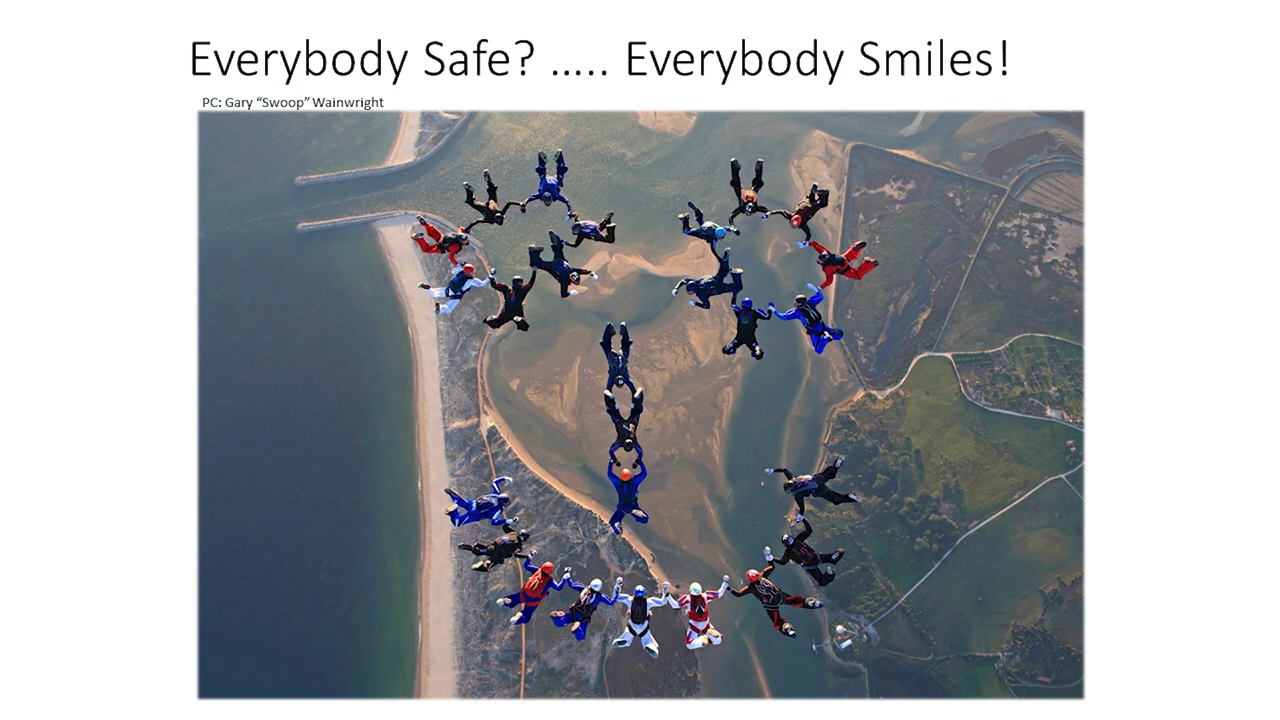 Everybody Safe? ..... Everybody Smiles!
PC: Gary “Swoop” Wainwright